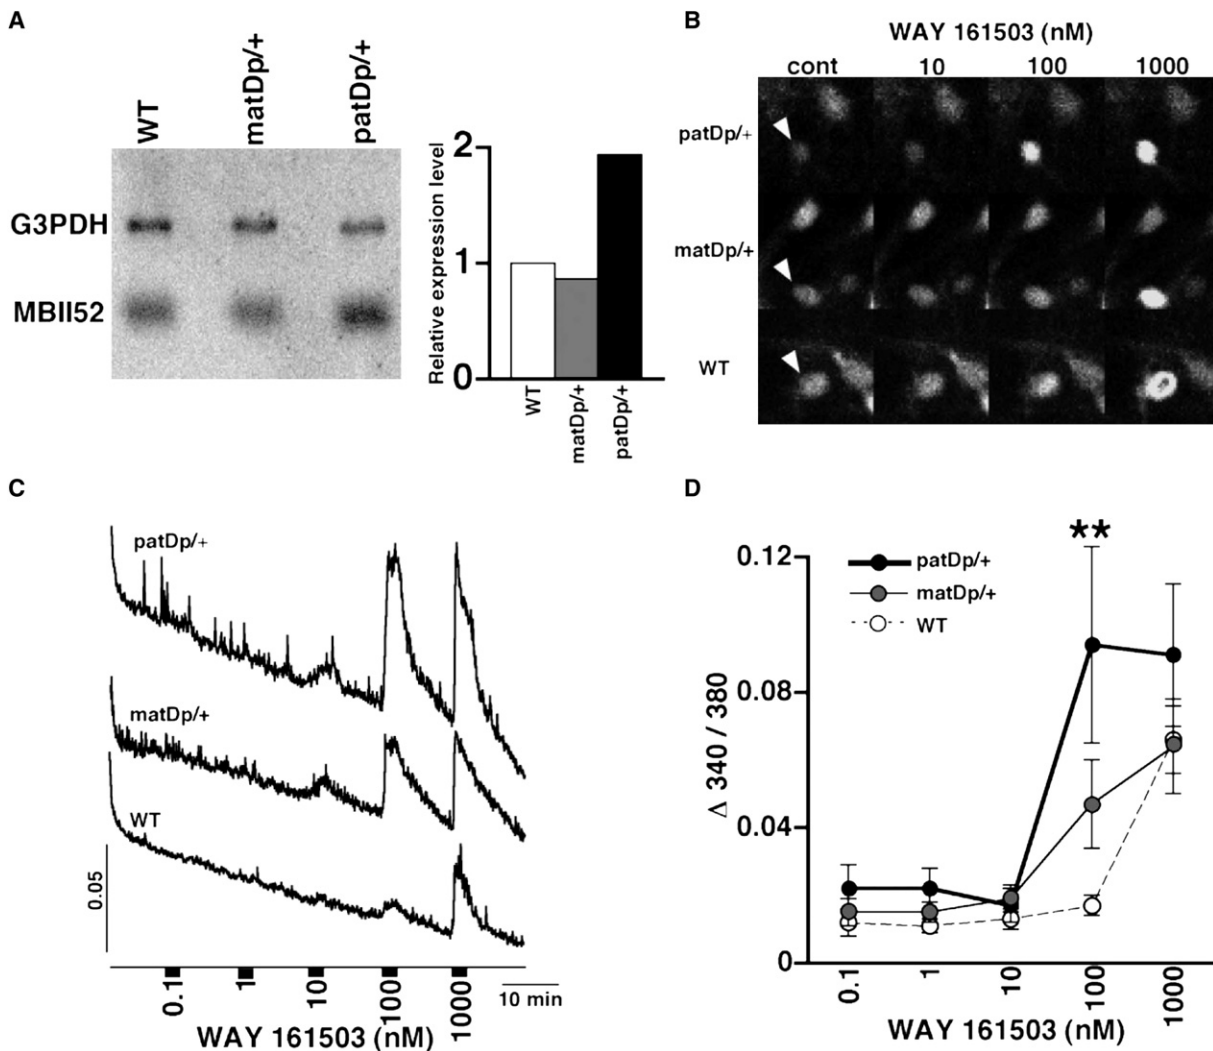 A
WT
matDp/+
patDp/+
G3PDH
MBII52
Relative expression level
2
1
0
WT
matDp/+
patDp/+
B
WAY 161503 (nM)
cont 10 100 1000
patDp/+
matDp/+
WT
C
patDp/+
matDp/+
WT
0.05
0.1 1 10 100 1000
10 min
WAY 161503 (nM)
D
**
patDp/+
matDp/+
WT
Δ 340 / 380
0.12
0.08
0.04
0
0.1 1 10 100 1000
WAY 161503 (nM)